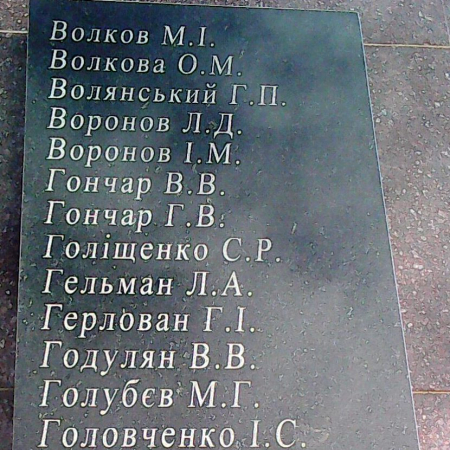 Волков М.І.
Волкова О.М.
Волянський Г.П.
Воронов Л.Д.
Воронов І.М.
Гончар В.В.
Гончар Г.В.
Голіщенко С.Р.
Гельман Л.А.
Герлован Г.І.
Годулян В.В.
Голубєв М.Г.
Головченко І.С.